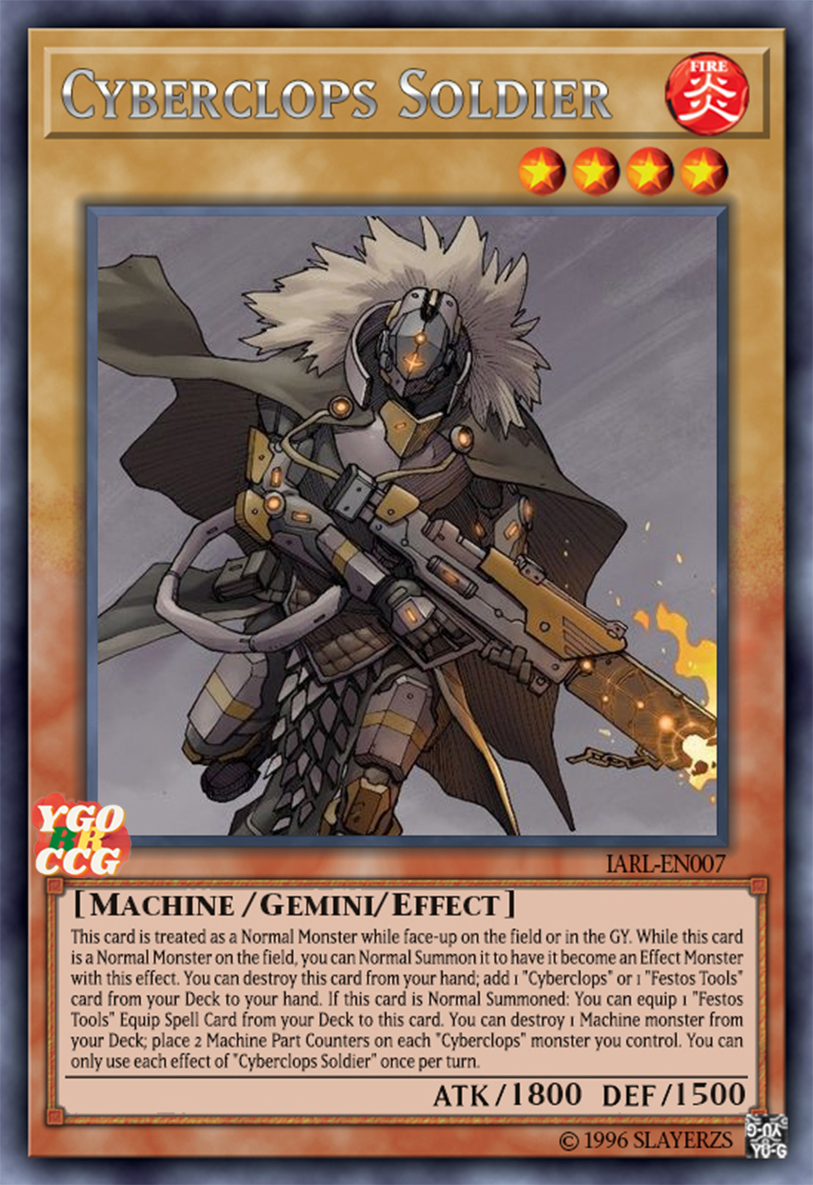 Cyberclops Soldier
FIRE
炎
YGO
BR
CCG
IARL-EN007
[Machine /Gemini/Effect]
This card is treated as a Normal Monster while face-up on the field or in the GY. While this card
is a Normal Monster on the field, you can Normal Summon it to have it become an Effect Monster
with this effect. You can destroy this card from your hand; add 1 "Cyberclops" or 1 "Festos Tools"
card from your Deck to your hand. If this card is Normal Summoned: You can equip 1 "Festos
Tools" Equip Spell Card from your Deck to this card. You can destroy 1 Machine monster from
your Deck; place 2 Machine Part Counters on each "Cyberclops" monster you control. You can
only use each effect of "Cyberclops Soldier" once per turn.
ATK/1800 DEF/1500
© 1996 SLAYERZS
YU-G
YU-G